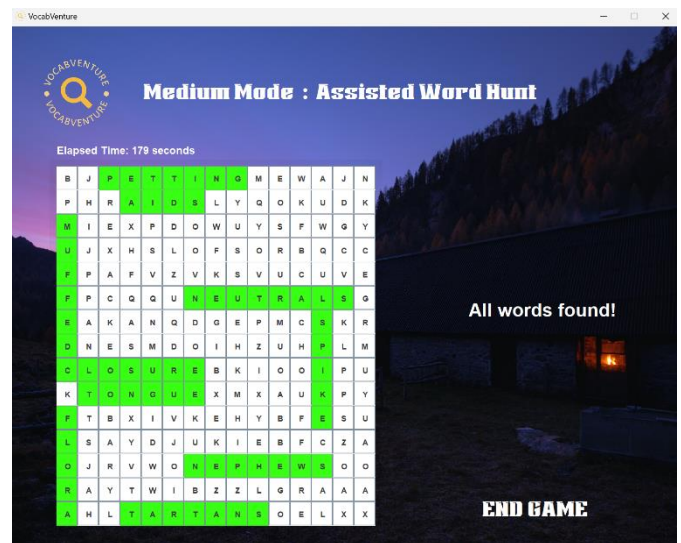 VocabVenture
VOCABVENTURE
VOCABVENTURE
Medium Mode : Assisted Word Hunt
Elapsed Time: 179 seconds
B J P E T T I N G M E W A J N
P H R A I D S L Y Q O K U D K
M I E X P D O W U Y S F W G Y
U J X H S L O F S O R B Q C C
F P A F V Z V K S V U C U V E
F P C Q Q U N E U T R A L S G
E A K A N Q D G E P M C S K R
D N E S M D O I H Z U H P L M
C L O S U R E B K I O O I P U
K T O N G U E X M X A U K P Y
F T B X I V K E H Y B F E S U
L S A Y D J U K I E B F C Z A
O J R V W O N E P H E W S O O
R A Y T W I B Z Z L G R A A A
A H L T A R T A N S O E L X X
All words found!
END GAME